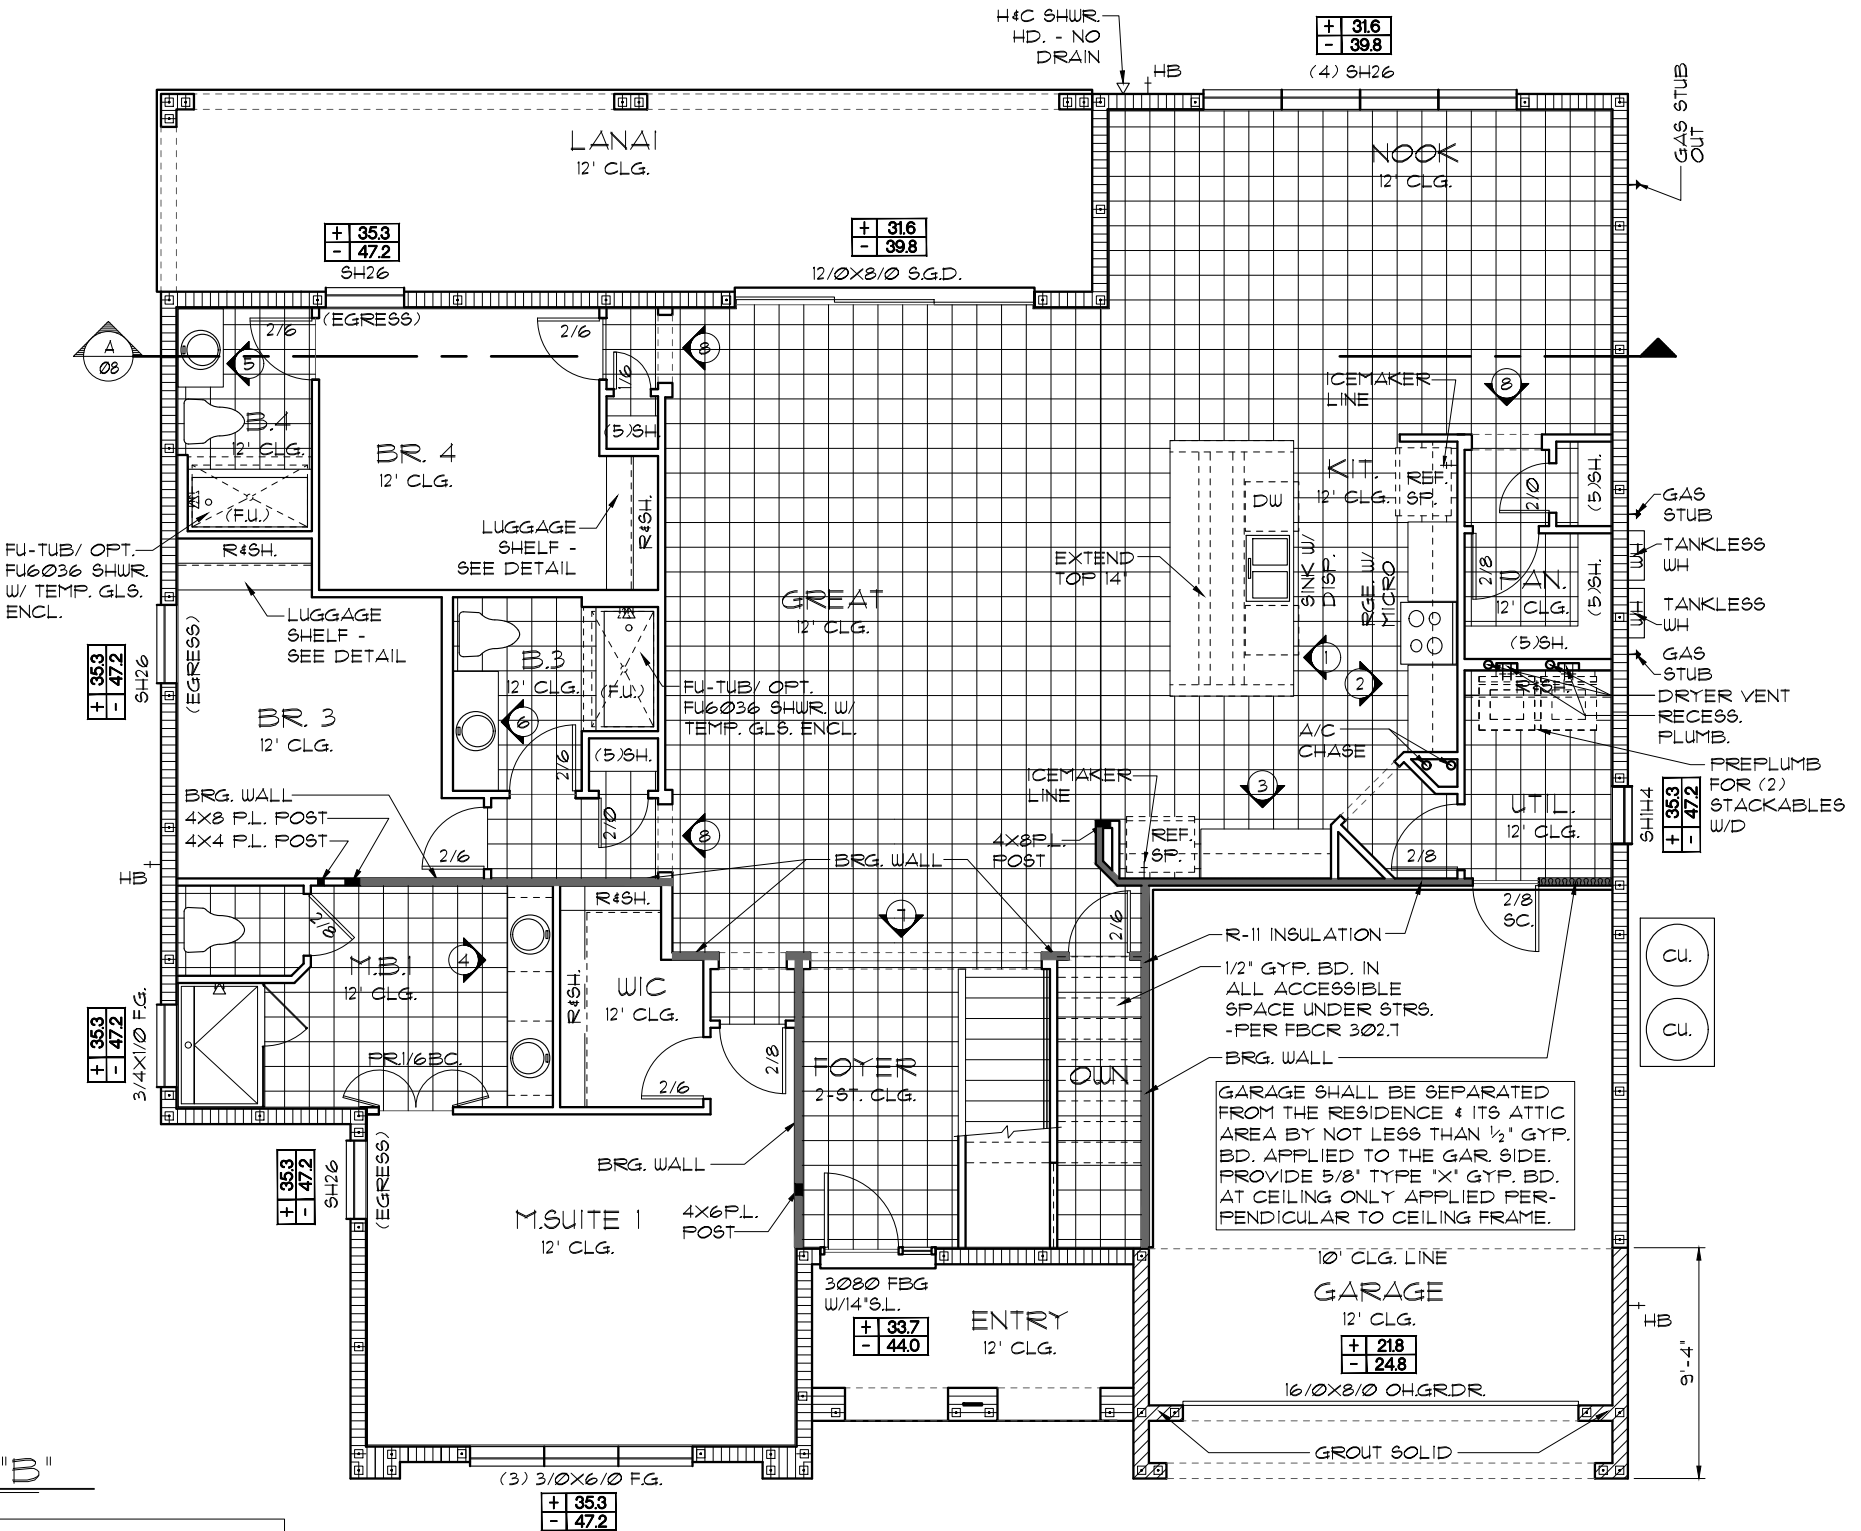 H&C SHWR.
HD. - NO
DRAIN
HB
+ 31.6
- 39.8
(4) SH26
GAS STUB
OUT
LANAI
12' CLG.
NOOK
12' CLG.
+ 35.3
- 47.2
SH26
(EGRESS)
+ 31.6
- 39.8
12/0X8/0 S.G.D.
A
08
2/6
5
2/6
1/6
8
(5)SH.
B.4
12' CLG.
(F.U.)
BR. 4
12' CLG.
LUGGAGE
SHELF -
SEE DETAIL
R&SH.
ICEMAKER
LINE
8
KIT.
12' CLG.
REF.
SP.
DW
SINK W/
DISP.
RGE. W/
MICRO
EXTEND
TOP 14"
2/0
(5)SH.
2/8
PAN.
12' CLG.
(5)SH.
(5)SH.
GAS
STUB
TANKLESS
WH
WH
TANKLESS
WH
WH
GAS
STUB
DRYER VENT
RECESS.
PLUMB.
R&SH.
PREPLUMB
FOR (2)
STACKABLES
W/D
FU-TUB/ OPT.
FU6036 SHWR.
W/ TEMP. GLS.
ENCL.
R&SH.
LUGGAGE
SHELF -
SEE DETAIL
+ 35.3
- 47.2
SH26
(EGRESS)
BR. 3
12' CLG.
B.3
12' CLG.
(F.U.)
6
2/6
(5)SH.
2/0
FU-TUB/ OPT.
FU6036 SHWR. W/
TEMP. GLS. ENCL.
GREAT
12' CLG.
1
2
A/C
CHASE
3
ICEMAKER
LINE
UTIL.
12' CLG.
SH1H4
+ 35.3
- 47.2
BRG. WALL
4X8 P.L. POST
4X4 P.L. POST
HB
2/6
8
BRG. WALL
4X8P.L.
POST
REF.
SP.
2/8
2/8
SC.
2/8
R&SH.
7
2/6
R-11 INSULATION
CU.
CU.
M.B.1
12' CLG.
4
R&SH.
WIC
12' CLG.
1/2" GYP. BD. IN
ALL ACCESSIBLE
SPACE UNDER STRS.
-PER FBCR 302.7
BRG. WALL
+ 35.3
- 47.2
3/4X1/0 F.G.
PR.1/6BC.
2/6
2/8
FOYER
2-ST. CLG.
OWN
GARAGE SHALL BE SEPARATED
FROM THE RESIDENCE & ITS ATTIC
AREA BY NOT LESS THAN ½" GYP.
BD. APPLIED TO THE GAR. SIDE.
PROVIDE 5/8" TYPE "X" GYP. BD.
AT CEILING ONLY APPLIED PER-
PENDICULAR TO CEILING FRAME.
+ 35.3
- 47.2
SH26
(EGRESS)
BRG. WALL
M.SUITE 1
12' CLG.
4X6P.L.
POST
10' CLG. LINE
GARAGE
12' CLG.
+ 21.8
- 24.8
16/0X8/0 OH.GR.DR.
3080 FBG
W/14"S.L.
+ 33.7
- 44.0
ENTRY
12' CLG.
HB
9'-4"
GROUT SOLID
"B"
(3) 3/0X6/0 F.G.
+ 35.3
- 47.2